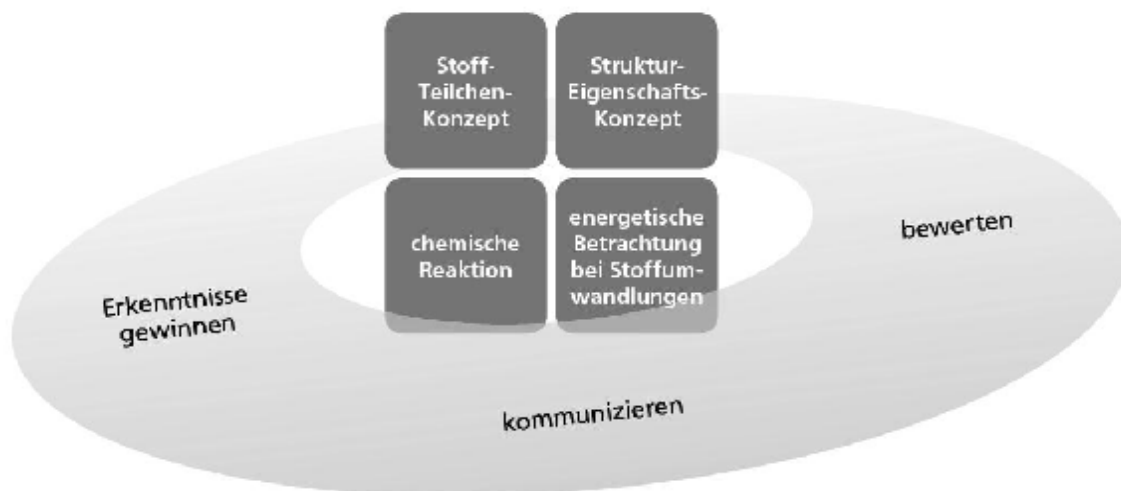 Stoff-
Teilchen-
Konzept
Struktur-
Eigenschafts-
Konzept
chemische
Reaktion
energetische
Betrachtung
bei Stoffum-
wandlungen
bewerten
Erkenntnisse
gewinnen
kommunizieren